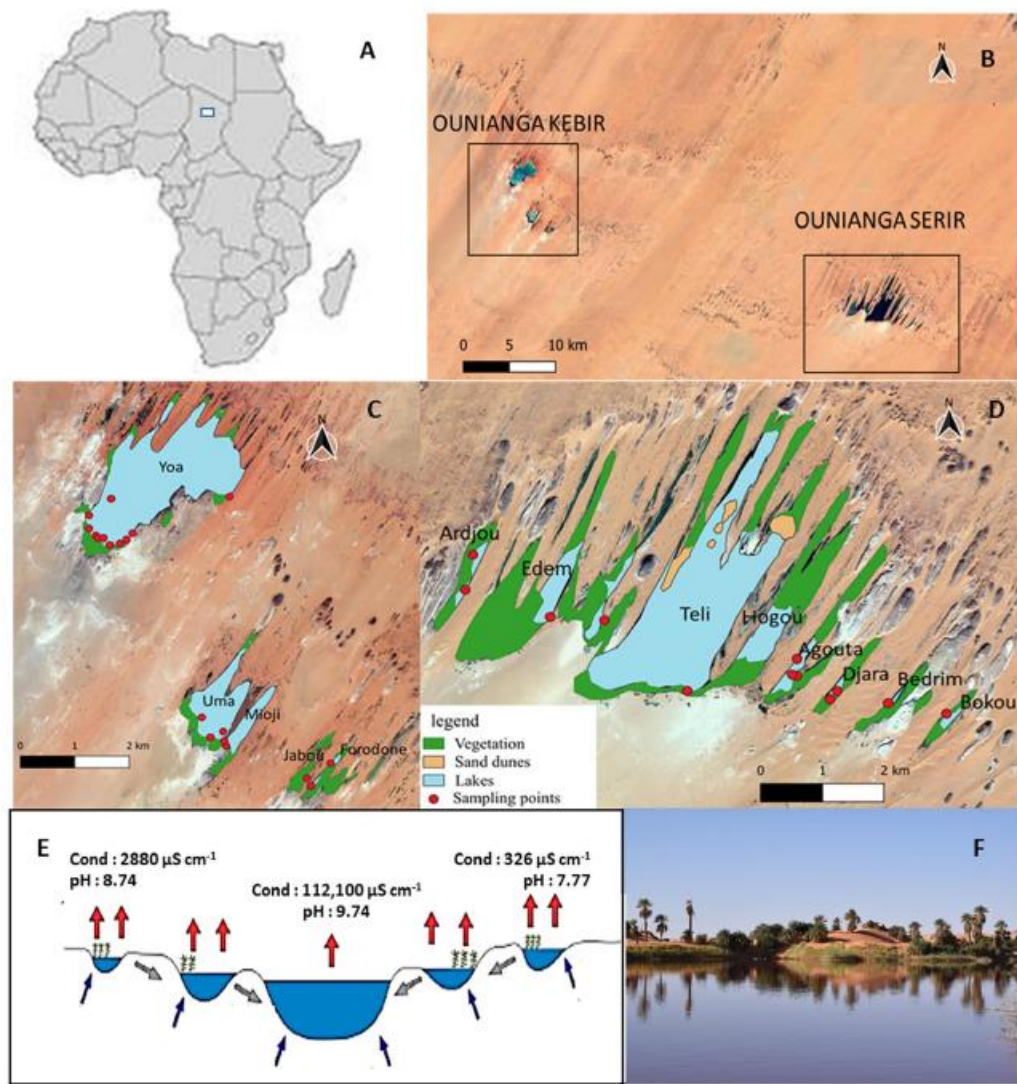 A
B
N
OUNIANGA KEBIR
OUNIANGA SERIR
0 5 10 km
C
N
Yoa
Uma
Mioji
Jabou
Forodone
0 1 2 km
D
N
Ardjou
Edem
Teli
Hogou
Agouta
Djara
Bedrim
Bokou
legend
Vegetation
Sand dunes
Lakes
Sampling points
0 1 2 km
E
Cond : 2880 µS cm⁻¹
pH : 8.74
Cond : 112,100 µS cm⁻¹
pH : 9.74
Cond : 326 µS cm⁻¹
pH : 7.77
F